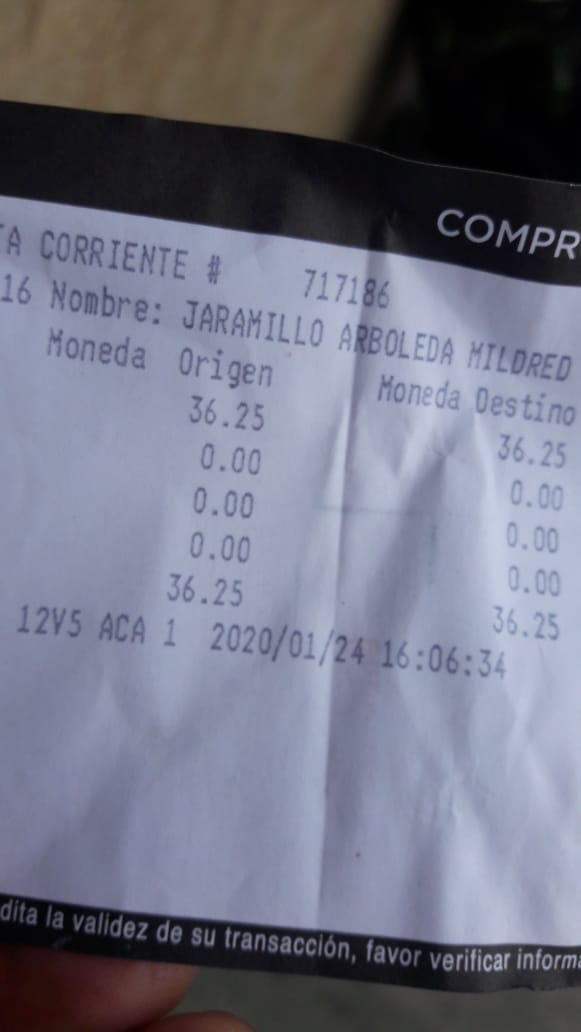 COMPR
TA CORRIENTE # 717186
16 Nombre: JARAMILLO ARBOLEDA MILDRED
Moneda Origen Moneda Destino
36.25 36.25
0.00 0.00
0.00 0.00
0.00 0.00
36.25 36.25
12V5 ACA 1 2020/01/24 16:06:34
dita la validez de su transacción, favor verificar informa